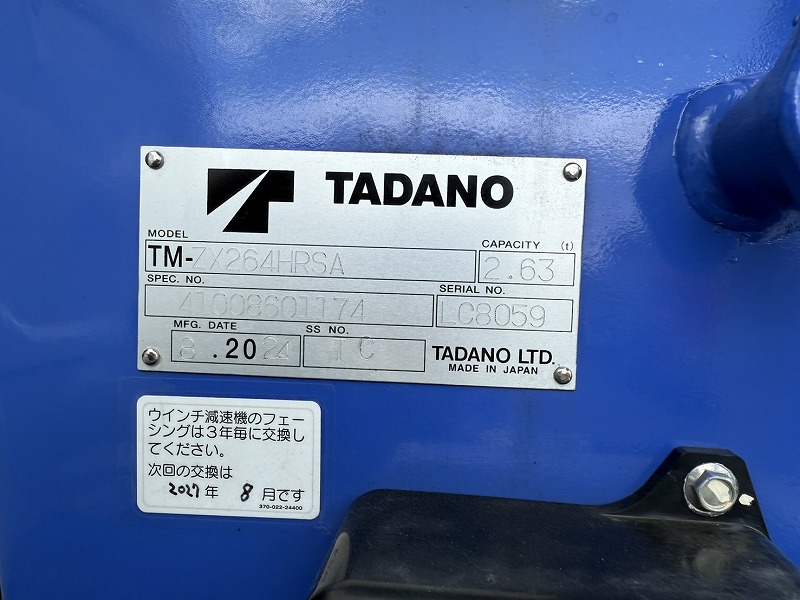 TADANO
MODEL
CAPACITY (t)
TM-ZX264HRSA
2.63
SPEC. NO.
SERIAL NO.
41008601174
LC8059
MFG. DATE
SS NO.
8 .2024
1C
TADANO LTD.
MADE IN JAPAN
ウインチ減速機のフェー
シングは3年毎に交換し
てください。
次回の交換は
2027年 8月です
370-022-24400